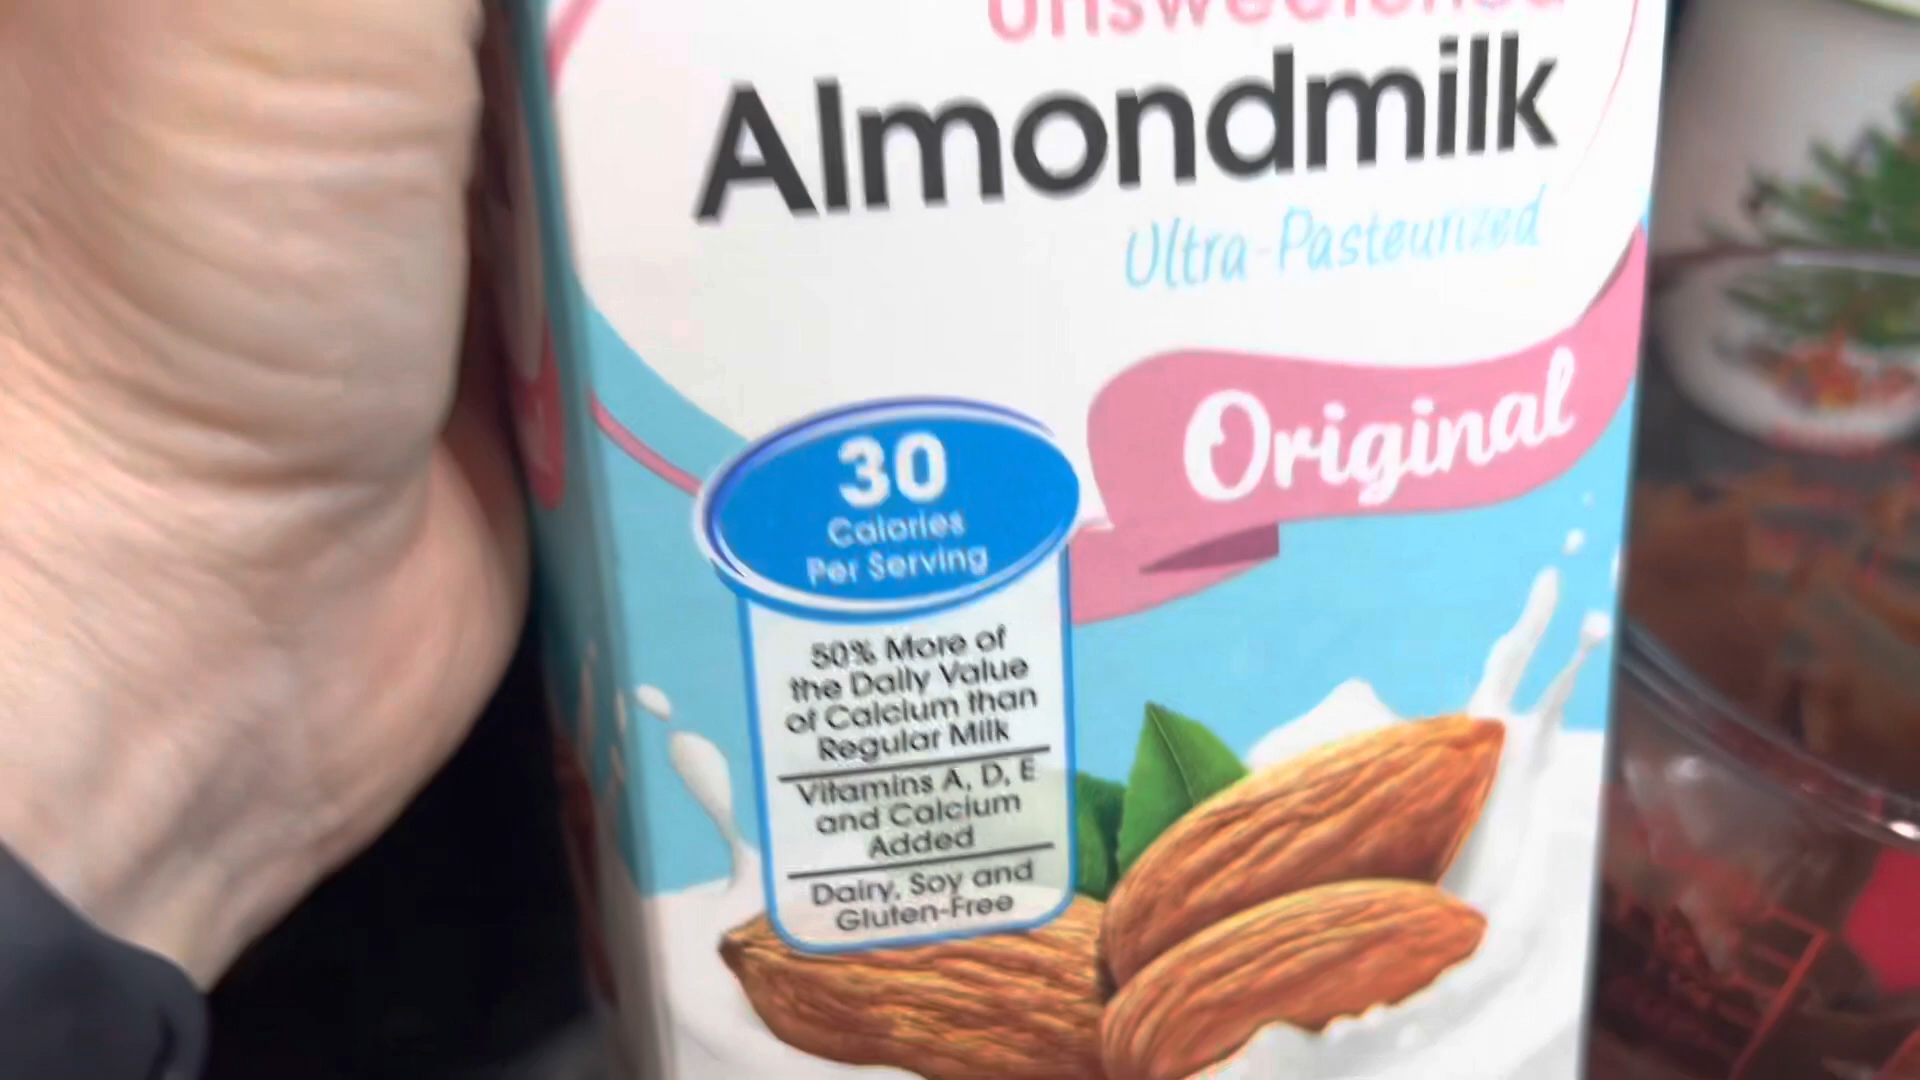 Unsweetened
Almondmilk
Ultra-Pasteurized
Original
30
Calories
Per Serving
50% More of
the Daily Value
of Calcium than
Regular Milk
Vitamins A, D, E
and Calcium
Added
Dairy, Soy and
Gluten-Free